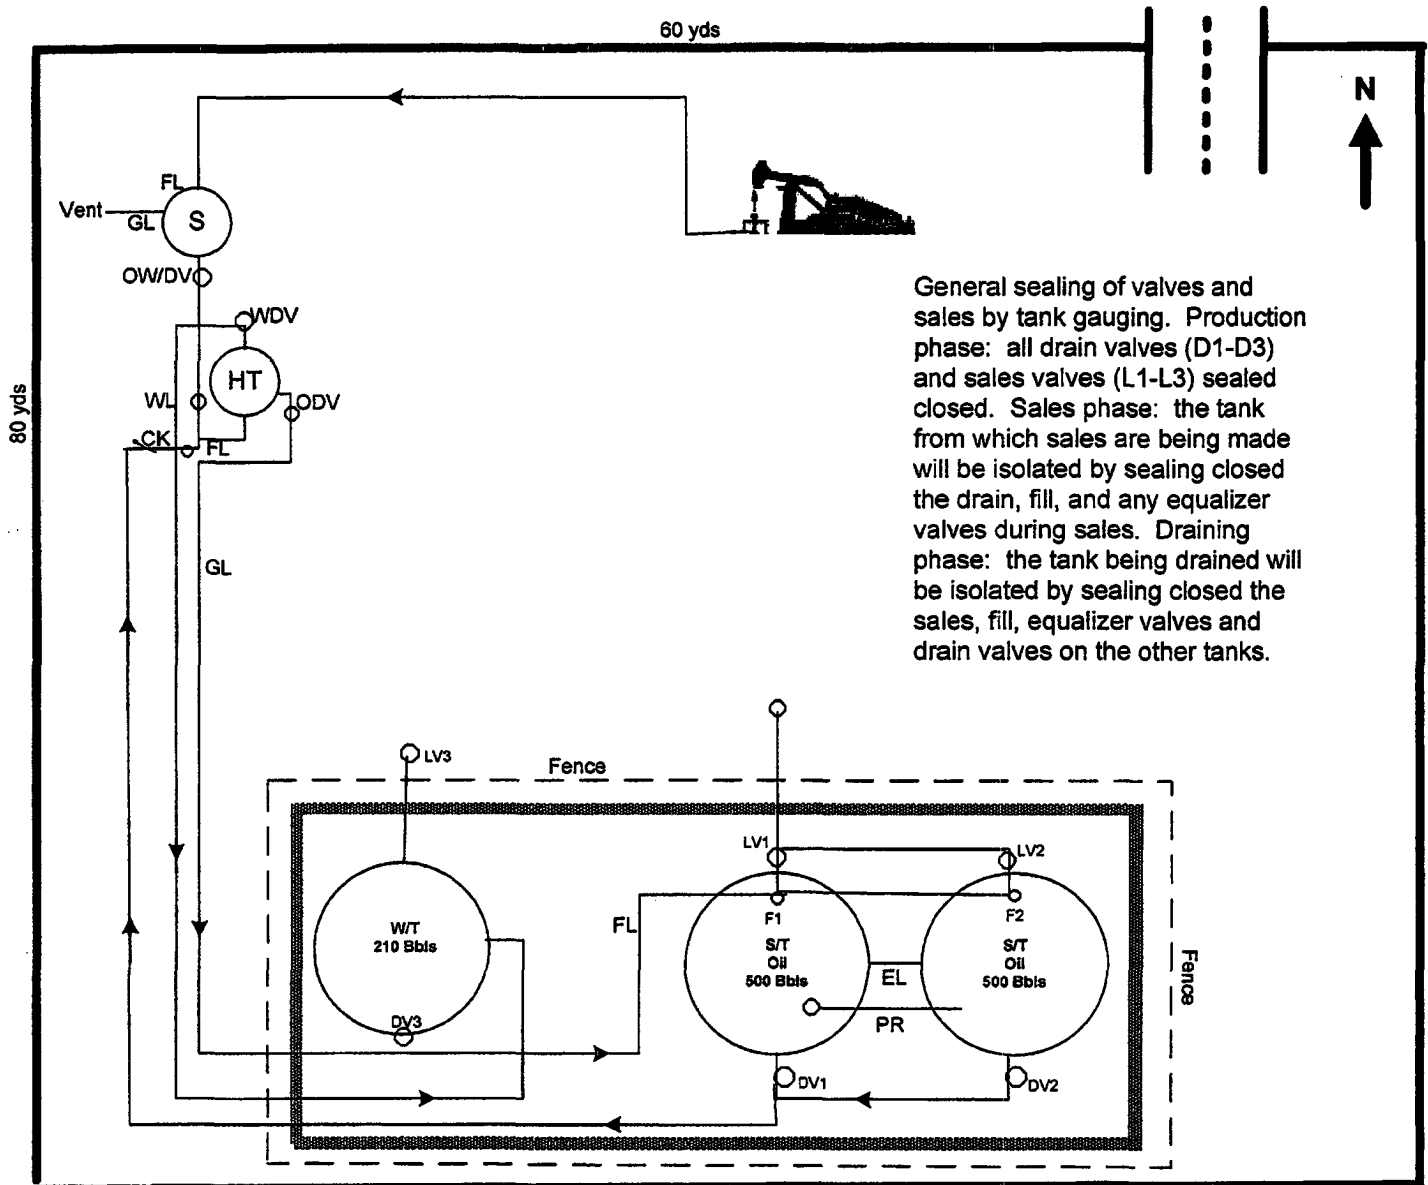 60 yds
N
FL
Vent
GL
S
OW/DV
WDV
HT
WL
ODV
CK
FL
80 yds
GL
General sealing of valves and
sales by tank gauging. Production
phase: all drain valves (D1-D3)
and sales valves (L1-L3) sealed
closed. Sales phase: the tank
from which sales are being made
will be isolated by sealing closed
the drain, fill, and any equalizer
valves during sales. Draining
phase: the tank being drained will
be isolated by sealing closed the
sales, fill, equalizer valves and
drain valves on the other tanks.
LV3
Fence
LV1
LV2
W/T
210 Bbls
FL
F1
F2
S/T
Oil
500 Bbls
EL
S/T
Oil
500 Bbls
PR
Fence
DV3
DV1
DV2